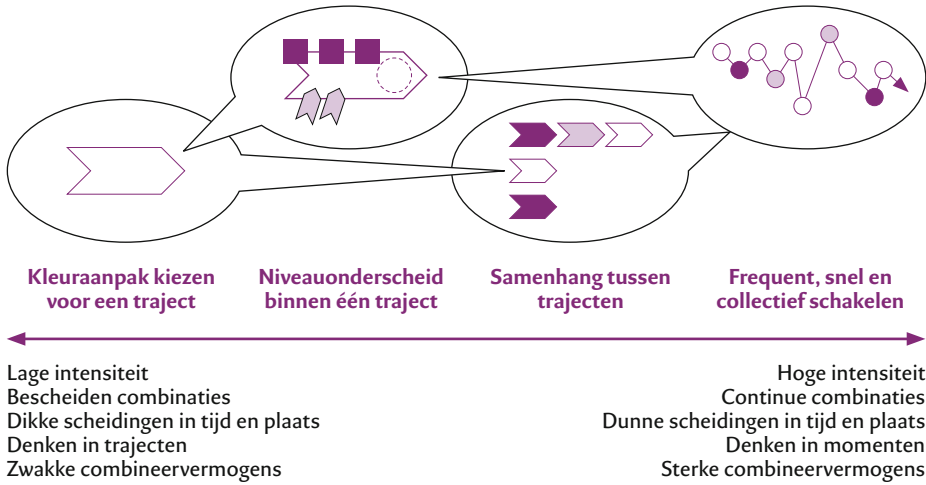 Kleuraanpak kiezen
voor een traject
Niveauonderscheid
binnen één traject
Samenhang tussen
trajecten
Frequent, snel en
collectief schakelen
Lage intensiteit
Bescheiden combinaties
Dikke scheidingen in tijd en plaats
Denken in trajecten
Zwakke combineervermogens
Hoge intensiteit
Continue combinaties
Dunne scheidingen in tijd en plaats
Denken in momenten
Sterke combineervermogens